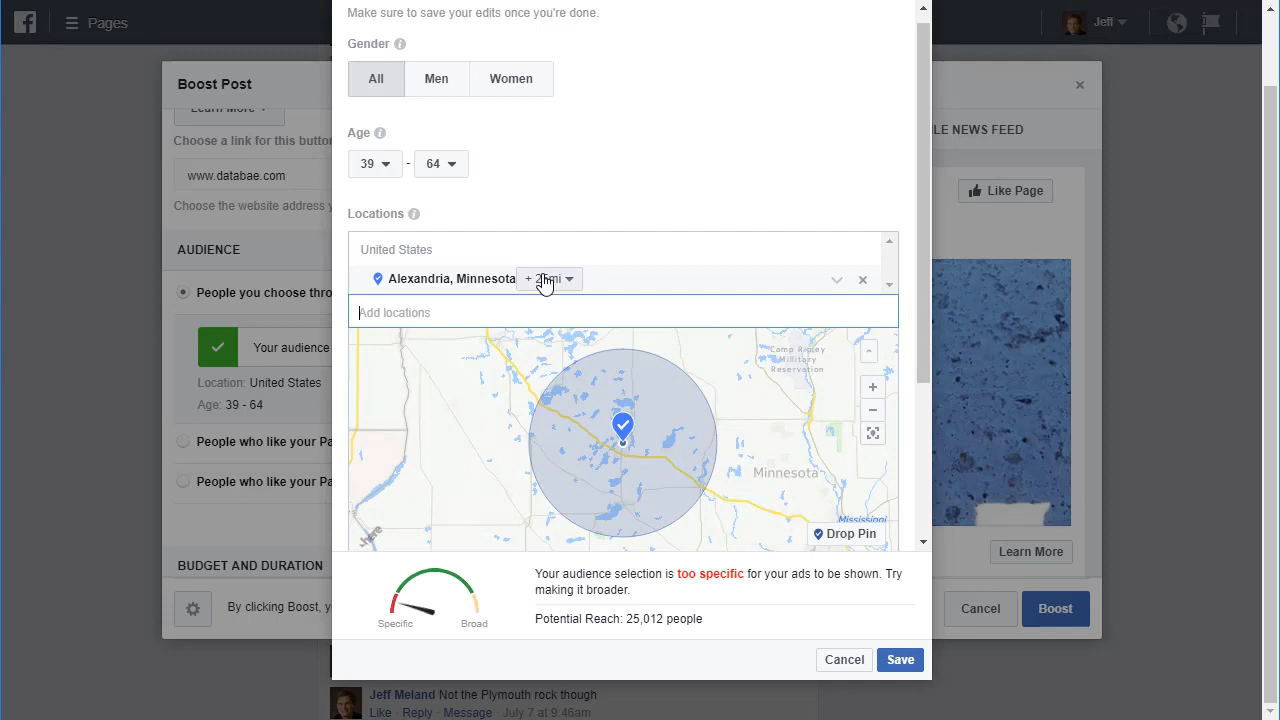 Make sure to save your edits once you're done.
Pages
Jeff
Gender
All
Men
Women
Boost Post
Learn More
Choose a link for this button
LE NEWS FEED
Age
39
-
64
www.databae.com
Like Page
Choose the website address
Locations
AUDIENCE
United States
Alexandria, Minnesota
mi
People you choose thro
Add locations
Your audience
Camp Ripley
Military
Reservation
Location: United States
Age: 39 - 64
People who like your Pa
Minnesota
People who like your Pa
Mississippi
Drop Pin
Learn More
BUDGET AND DURATION
Your audience selection is too specific for your ads to be shown. Try
making it broader.
By clicking Boost, y
Cancel
Boost
Specific
Broad
Potential Reach: 25,012 people
Cancel
Save
Jeff Meland Not the Plymouth rock though
Like · Reply · Message · July 7 at 9:46am